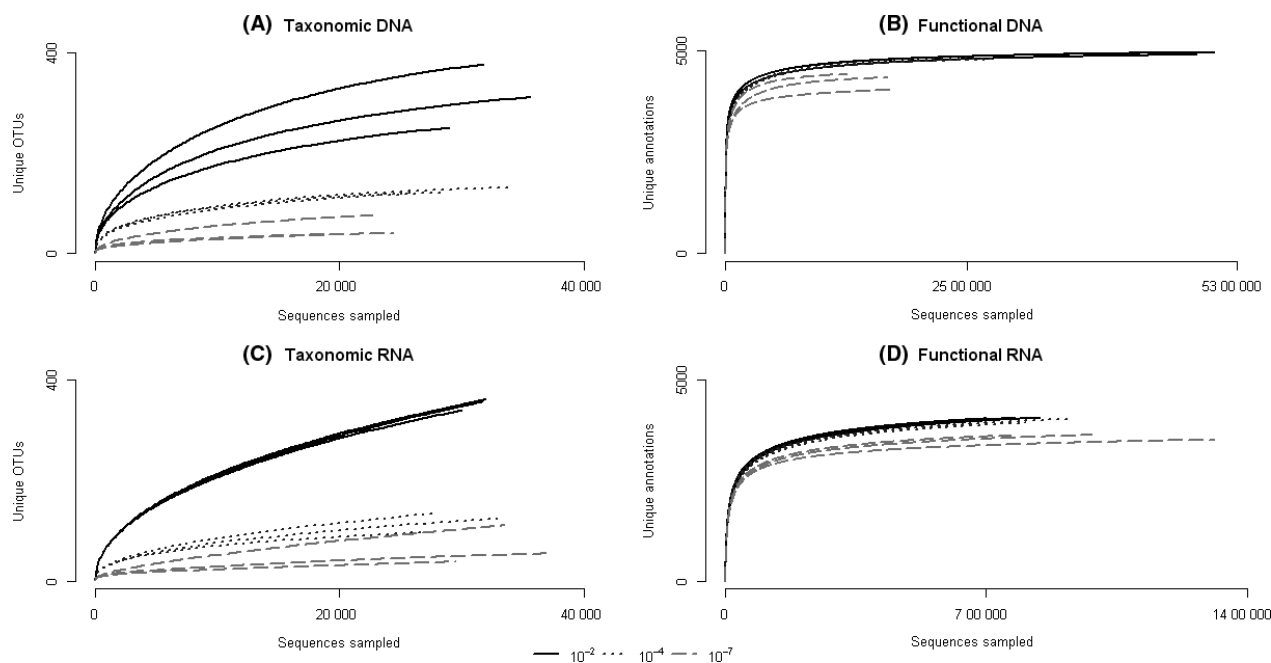 (A) Taxonomic DNA
400
0
Unique OTUs
0 20 000 40 000
Sequences sampled
(B) Functional DNA
5000
0
Unique annotations
0 25 00 000 53 00 000
Sequences sampled
(C) Taxonomic RNA
400
0
Unique OTUs
0 20 000 40 000
Sequences sampled
(D) Functional RNA
5000
0
Unique annotations
0 7 00 000 14 00 000
Sequences sampled
10⁻² 10⁻⁴ 10⁻⁷